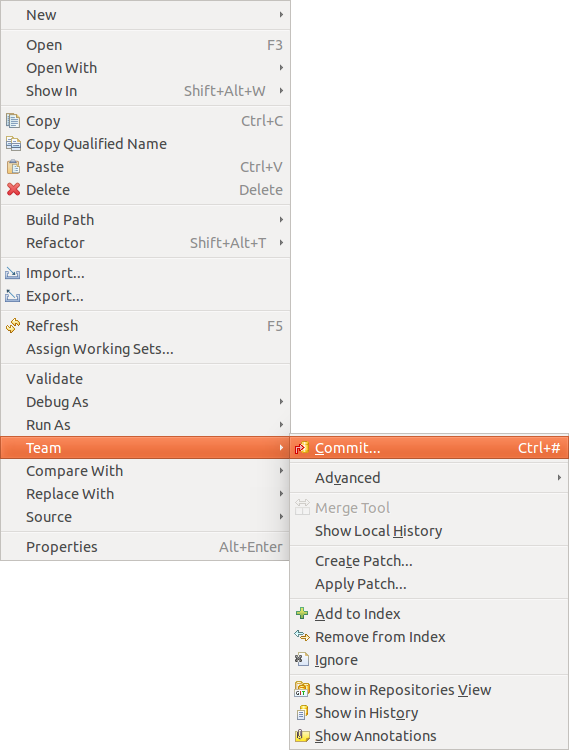 New
Open F3
Open With
Show In Shift+Alt+W
Copy Ctrl+C
Copy Qualified Name
Paste Ctrl+V
Delete Delete
Build Path
Refactor Shift+Alt+T
Import...
Export...
Refresh F5
Assign Working Sets...
Validate
Debug As
Run As
Team
Compare With
Replace With
Source
Properties Alt+Enter
Commit... Ctrl+#
Advanced
Merge Tool
Show Local History
Create Patch...
Apply Patch...
Add to Index
Remove from Index
Ignore
GIT Show in Repositories View
Show in History
Show Annotations